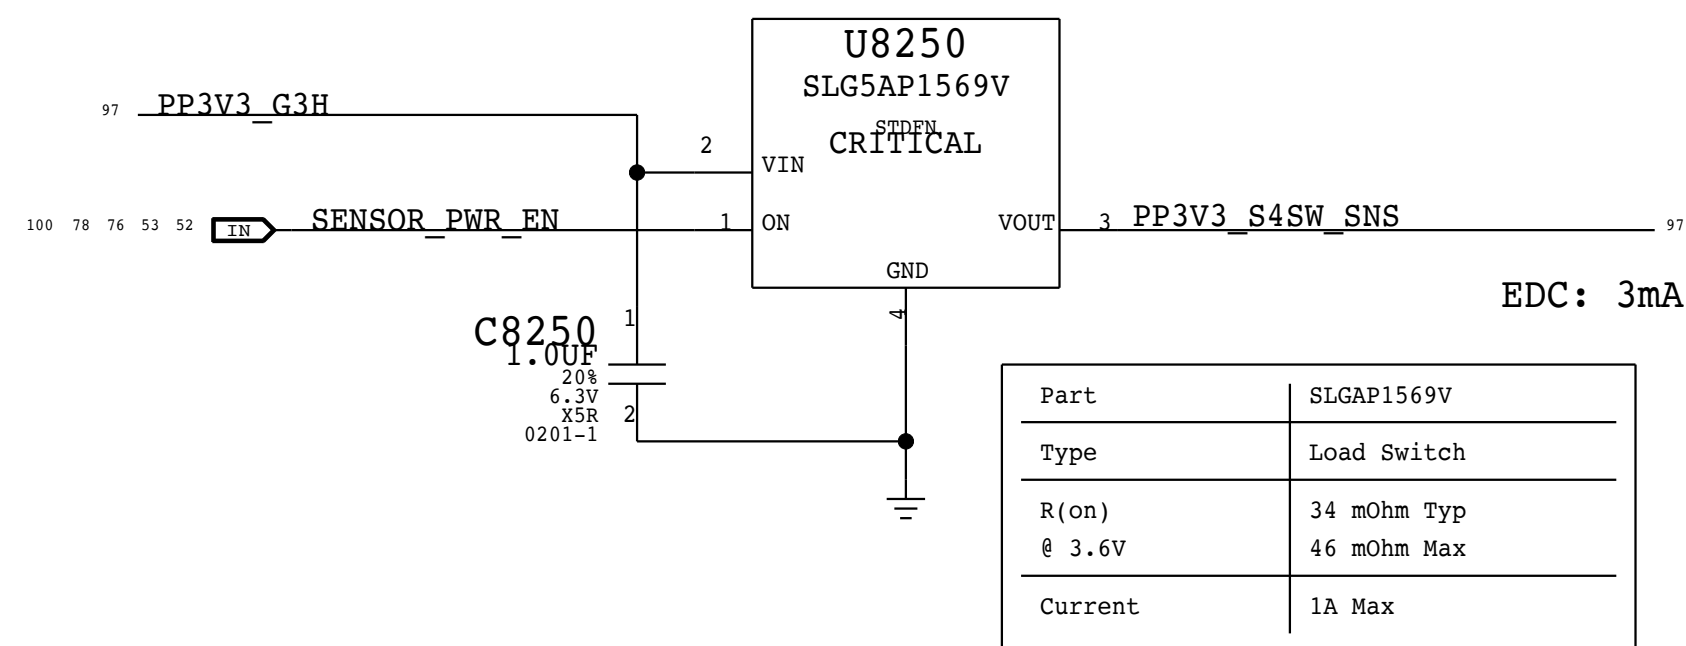 U8250
SLG5AP1569V
STDFN
CRITICAL
97 PP3V3_G3H
2
VIN
100 78 76 53 52 IN SENSOR_PWR_EN 1 ON
VOUT 3 PP3V3_S4SW_SNS 97
GND
4
EDC: 3mA
C8250
1.0UF
20%
6.3V
X5R
0201-1
1
2
Part SLGAP1569V
Type Load Switch
R(on) 34 mOhm Typ
@ 3.6V 46 mOhm Max
Current 1A Max